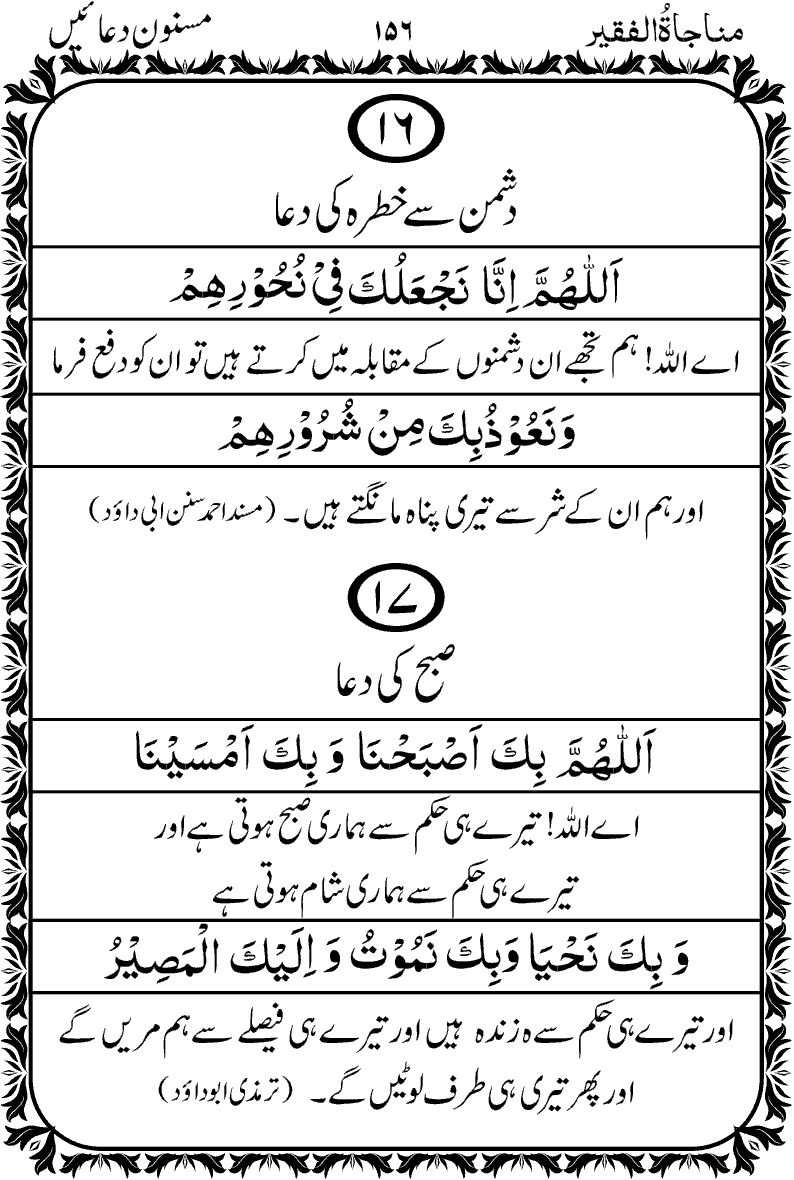 مناجاۃُ الفقیر ۱۵۶ مسنون دعائیں
۱۶
دشمن سے خطرہ کی دعا
اَللّٰهُمَّ اِنَّا نَجْعَلُكَ فِيْ نُحُوْرِهِمْ
اے اللہ! ہم تجھے ان دشمنوں کے مقابلہ میں کرتے ہیں تو ان کو دفع فرما
وَنَعُوْذُبِكَ مِنْ شُرُوْرِهِمْ
اور ہم ان کے شر سے تیری پناہ مانگتے ہیں۔ (مسند احمد سنن ابی داؤد)
۱۷
صبح کی دعا
اَللّٰهُمَّ بِكَ اَصْبَحْنَا وَ بِكَ اَمْسَيْنَا
اے اللہ! تیرے ہی حکم سے ہماری صبح ہوتی ہے اور
تیرے ہی حکم سے ہماری شام ہوتی ہے
وَ بِكَ نَحْيَا وَبِكَ نَمُوْتُ وَ اِلَيْكَ الْمَصِيْرُ
اور تیرے ہی حکم سے ہ زندہ ہیں اور تیرے ہی فیصلے سے ہم مریں گے
اور پھر تیری ہی طرف لوٹیں گے۔ (ترمذی ابوداؤد)